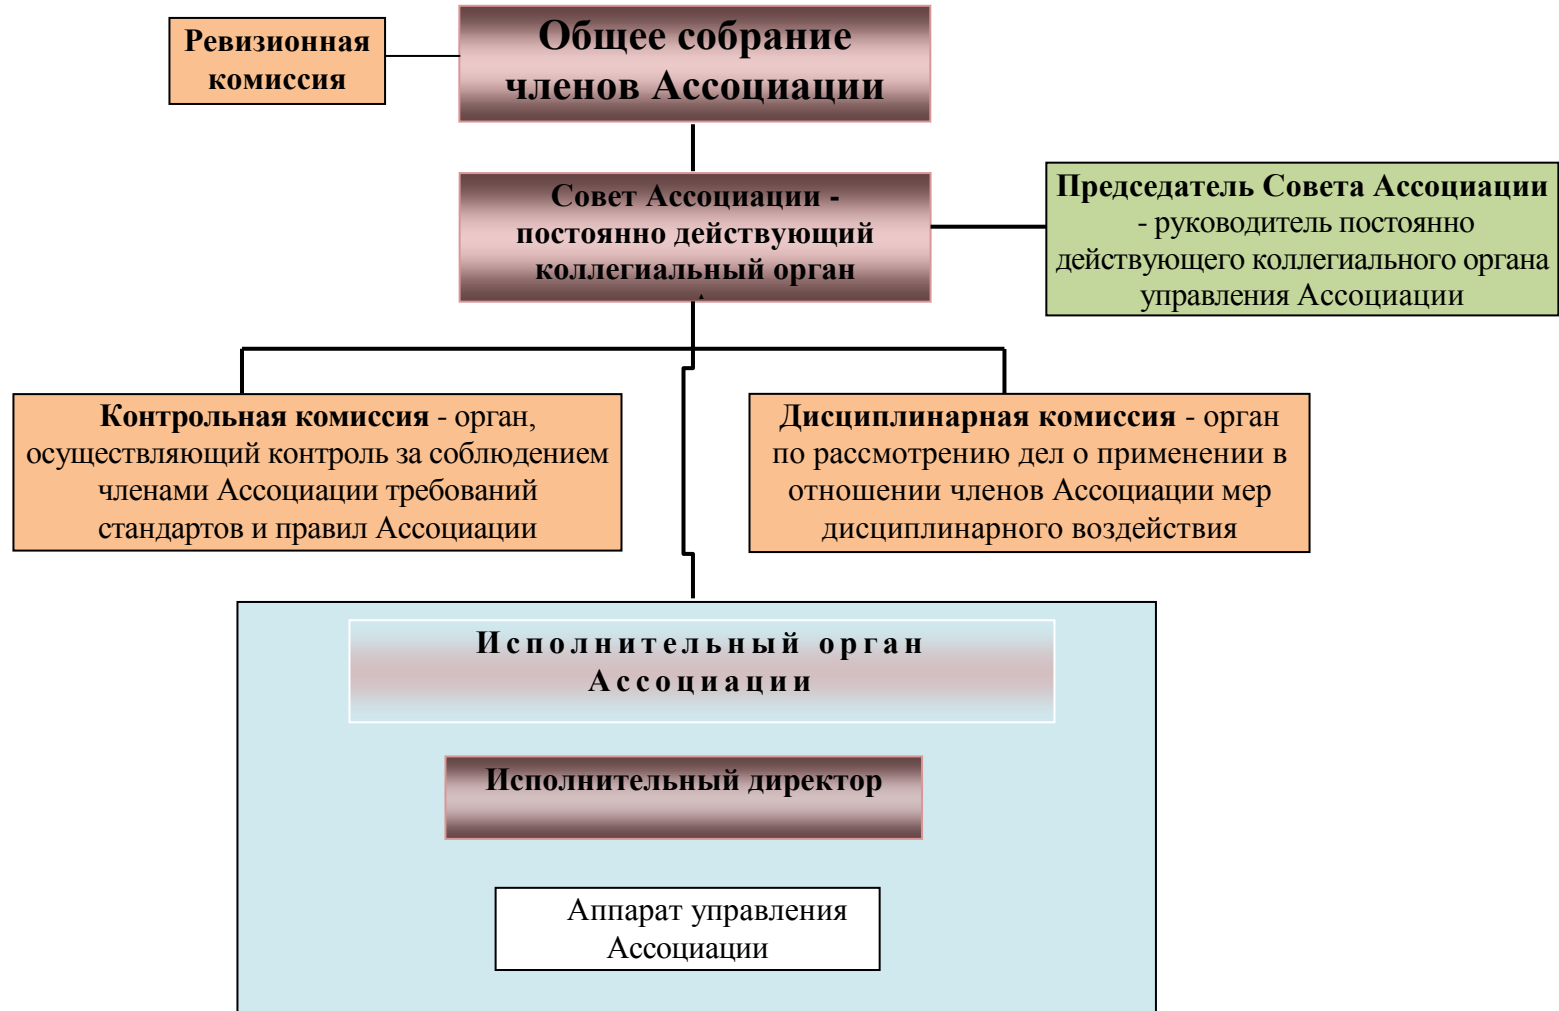 Ревизионная
комиссия
Общее собрание
членов Ассоциации
Совет Ассоциации -
постоянно действующий
коллегиальный орган
Председатель Совета Ассоциации
- руководитель постоянно
действующего коллегиального органа
управления Ассоциации
Контрольная комиссия - орган,
осуществляющий контроль за соблюдением
членами Ассоциации требований
стандартов и правил Ассоциации
Дисциплинарная комиссия - орган
по рассмотрению дел о применении в
отношении членов Ассоциации мер
дисциплинарного воздействия
Исполнительный орган
Ассоциации
Исполнительный директор
Аппарат управления
Ассоциации